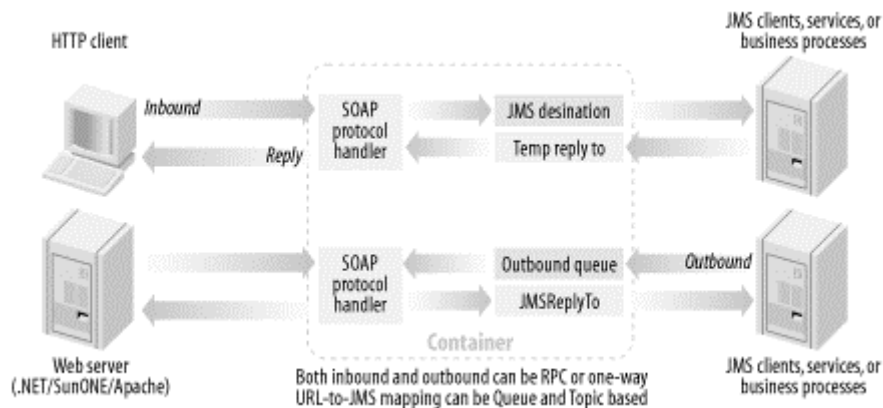 HTTP client
JMS clients, services, or
business processes
Inbound
SOAP
protocol
handler
JMS desination
Reply
Temp reply to
SOAP
protocol
handler
Outbound queue
Outbound
JMSReplyTo
Container
Web server
(.NET/SunONE/Apache)
JMS clients, services, or
business processes
Both inbound and outbound can be RPC or one-way
URL-to-JMS mapping can be Queue and Topic based